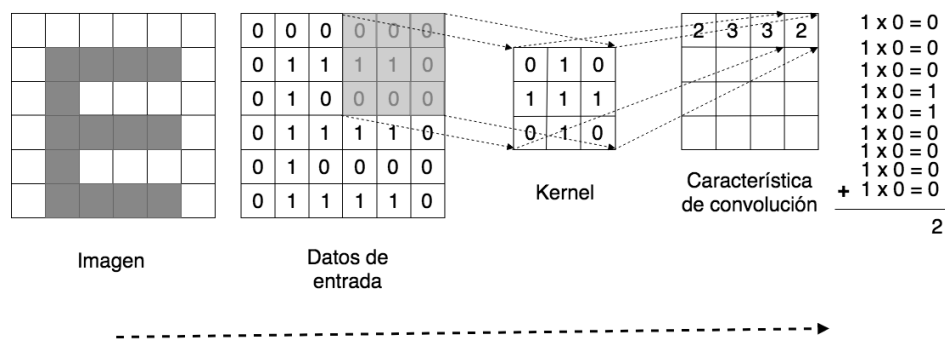 0 0 0 0 0 0
0 1 1 1 1 0
0 1 0 0 0 0
0 1 1 1 1 0
0 1 0 0 0 0
0 1 1 1 1 0
0 1 0
1 1 1
0 1 0
2 3 3 2
1 x 0 = 0
1 x 0 = 0
1 x 0 = 0
1 x 0 = 1
1 x 0 = 1
1 x 0 = 0
1 x 0 = 0
1 x 0 = 0
+ 1 x 0 = 0
2
Imagen
Datos de
entrada
Kernel
Característica
de convolución